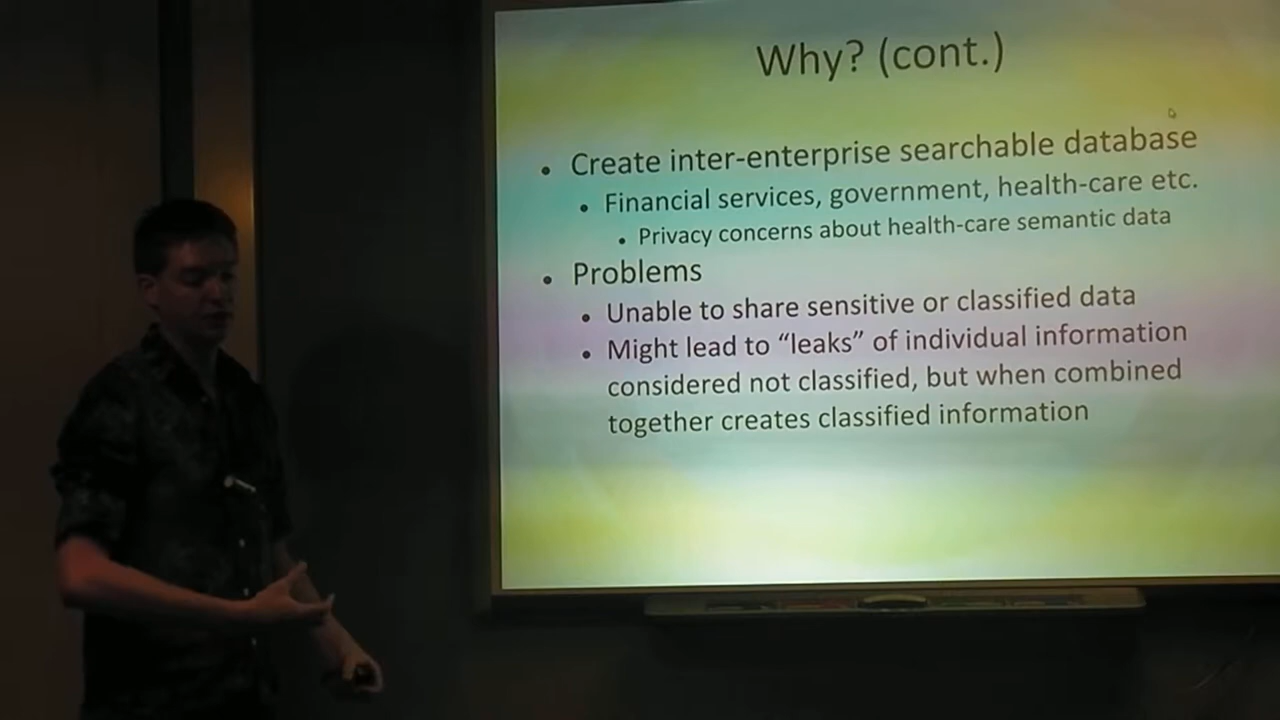 Why? (cont.)
• Create inter-enterprise searchable database
• Financial services, government, health-care etc.
• Privacy concerns about health-care semantic data
• Problems
• Unable to share sensitive or classified data
• Might lead to “leaks” of individual information
considered not classified, but when combined
together creates classified information